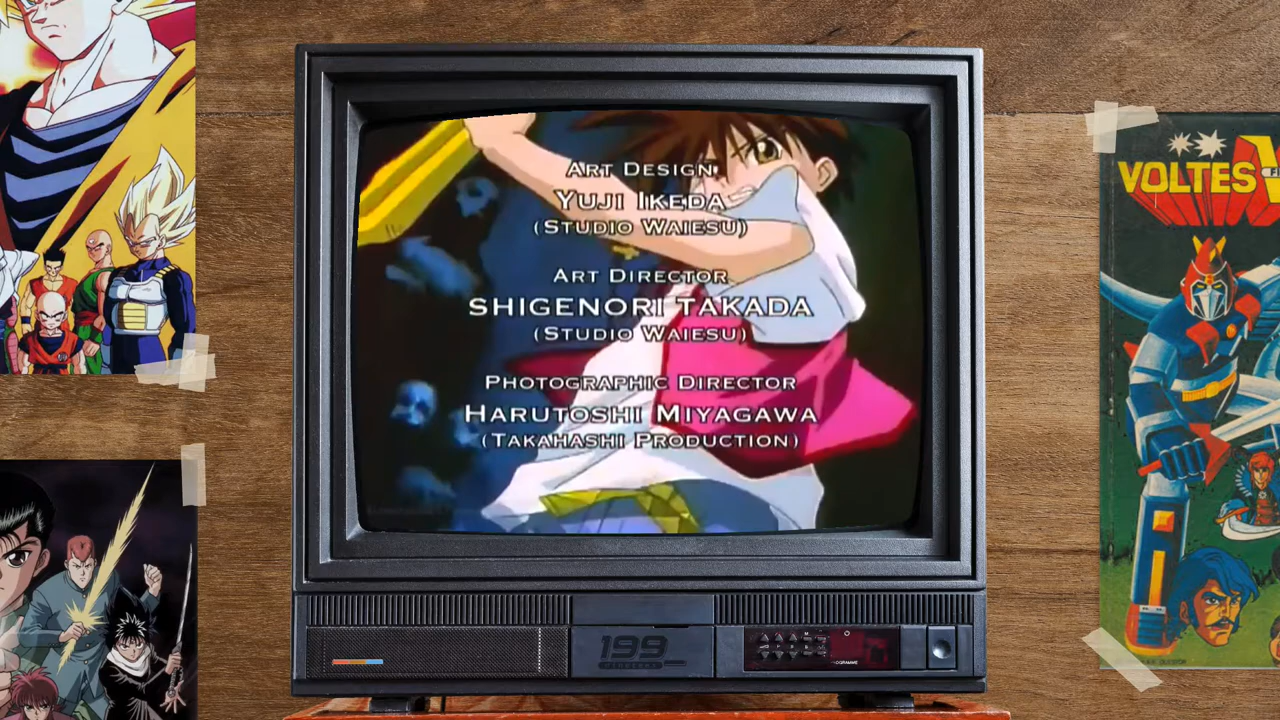 Art Design
Yuji Ikeda
(Studio Waiesu)
Art Director
Shigenori Takada
(Studio Waiesu)
Photographic Director
Harutoshi Miyagawa
(Takahashi Production)
VOLTES V
199